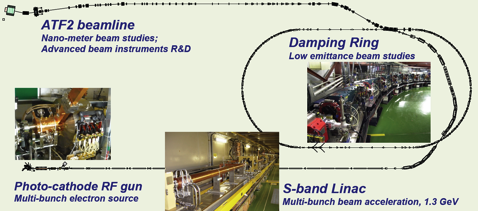 ATF2 beamline
Nano-meter beam studies;
Advanced beam instruments R&D
Damping Ring
Low emittance beam studies
Photo-cathode RF gun
Multi-bunch electron source
S-band Linac
Multi-bunch beam acceleration, 1.3 GeV